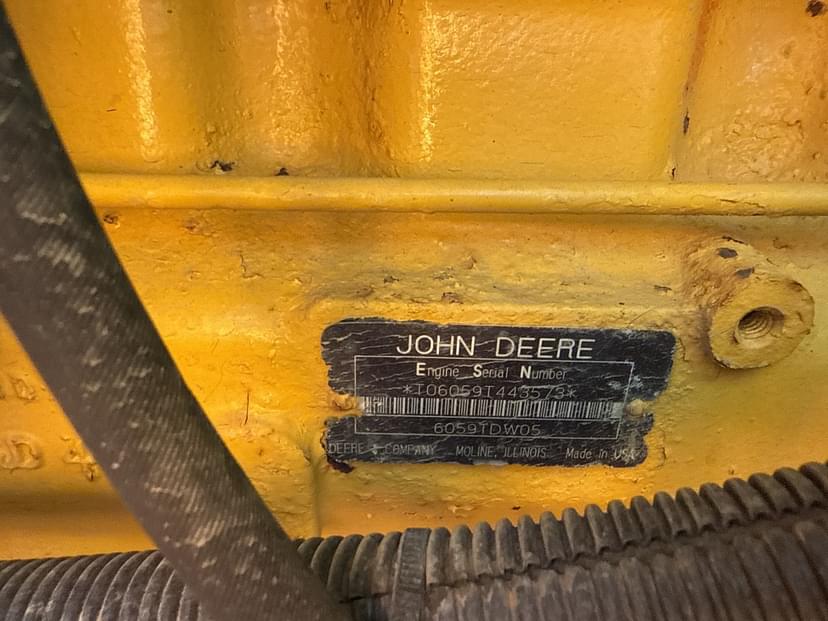 JOHN DEERE
Engine Serial Number
*T06059T443573*
6059TDW05
DEERE & COMPANY MOLINE, ILLINOIS Made in USA